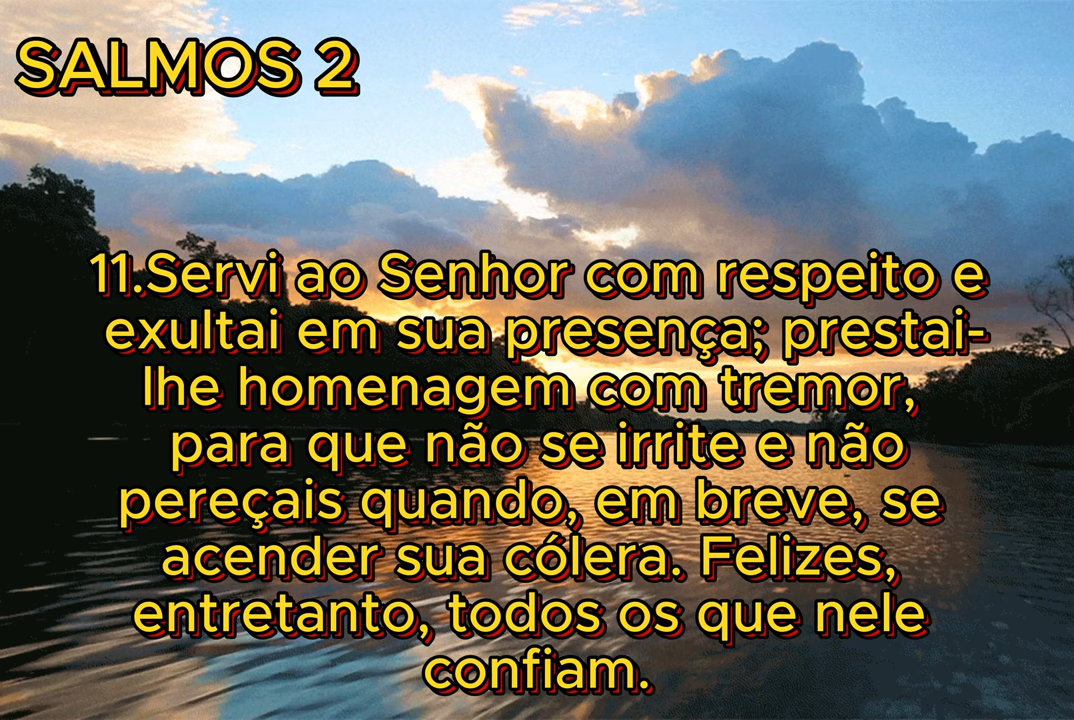 SALMOS 2
11.Servi ao Senhor com respeito e
exultai em sua presença; prestai-
lhe homenagem com tremor,
para que não se irrite e não
pereçais quando, em breve, se
acender sua cólera. Felizes,
entretanto, todos os que nele
confiam.